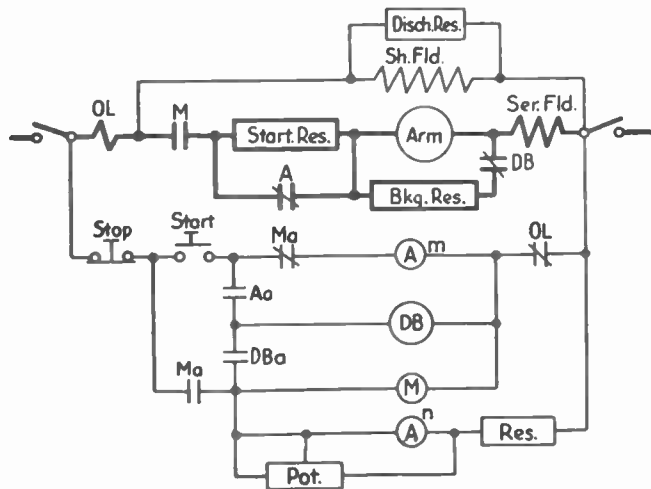 Disch.Res.
Sh.Fld.
OL
M
Start.Res.
Arm
Ser.Fld.
A
DB
Bkg.Res.
Stop
Start
Ma
A m
OL
Aa
DB
DBa
Ma
M
A n
Res.
Pot.